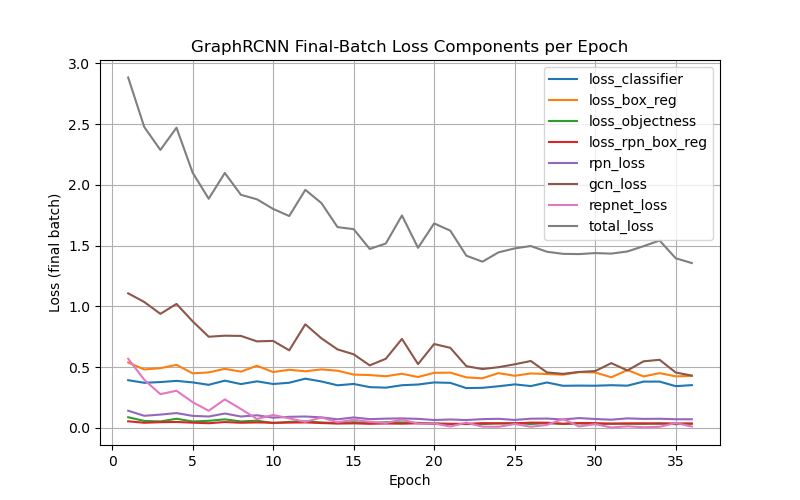 GraphRCNN Final-Batch Loss Components per Epoch
3.0
2.5
2.0
1.5
1.0
0.5
0.0
Loss (final batch)
loss_classifier
loss_box_reg
loss_objectness
loss_rpn_box_reg
rpn_loss
gcn_loss
repnet_loss
total_loss
0 5 10 15 20 25 30 35
Epoch